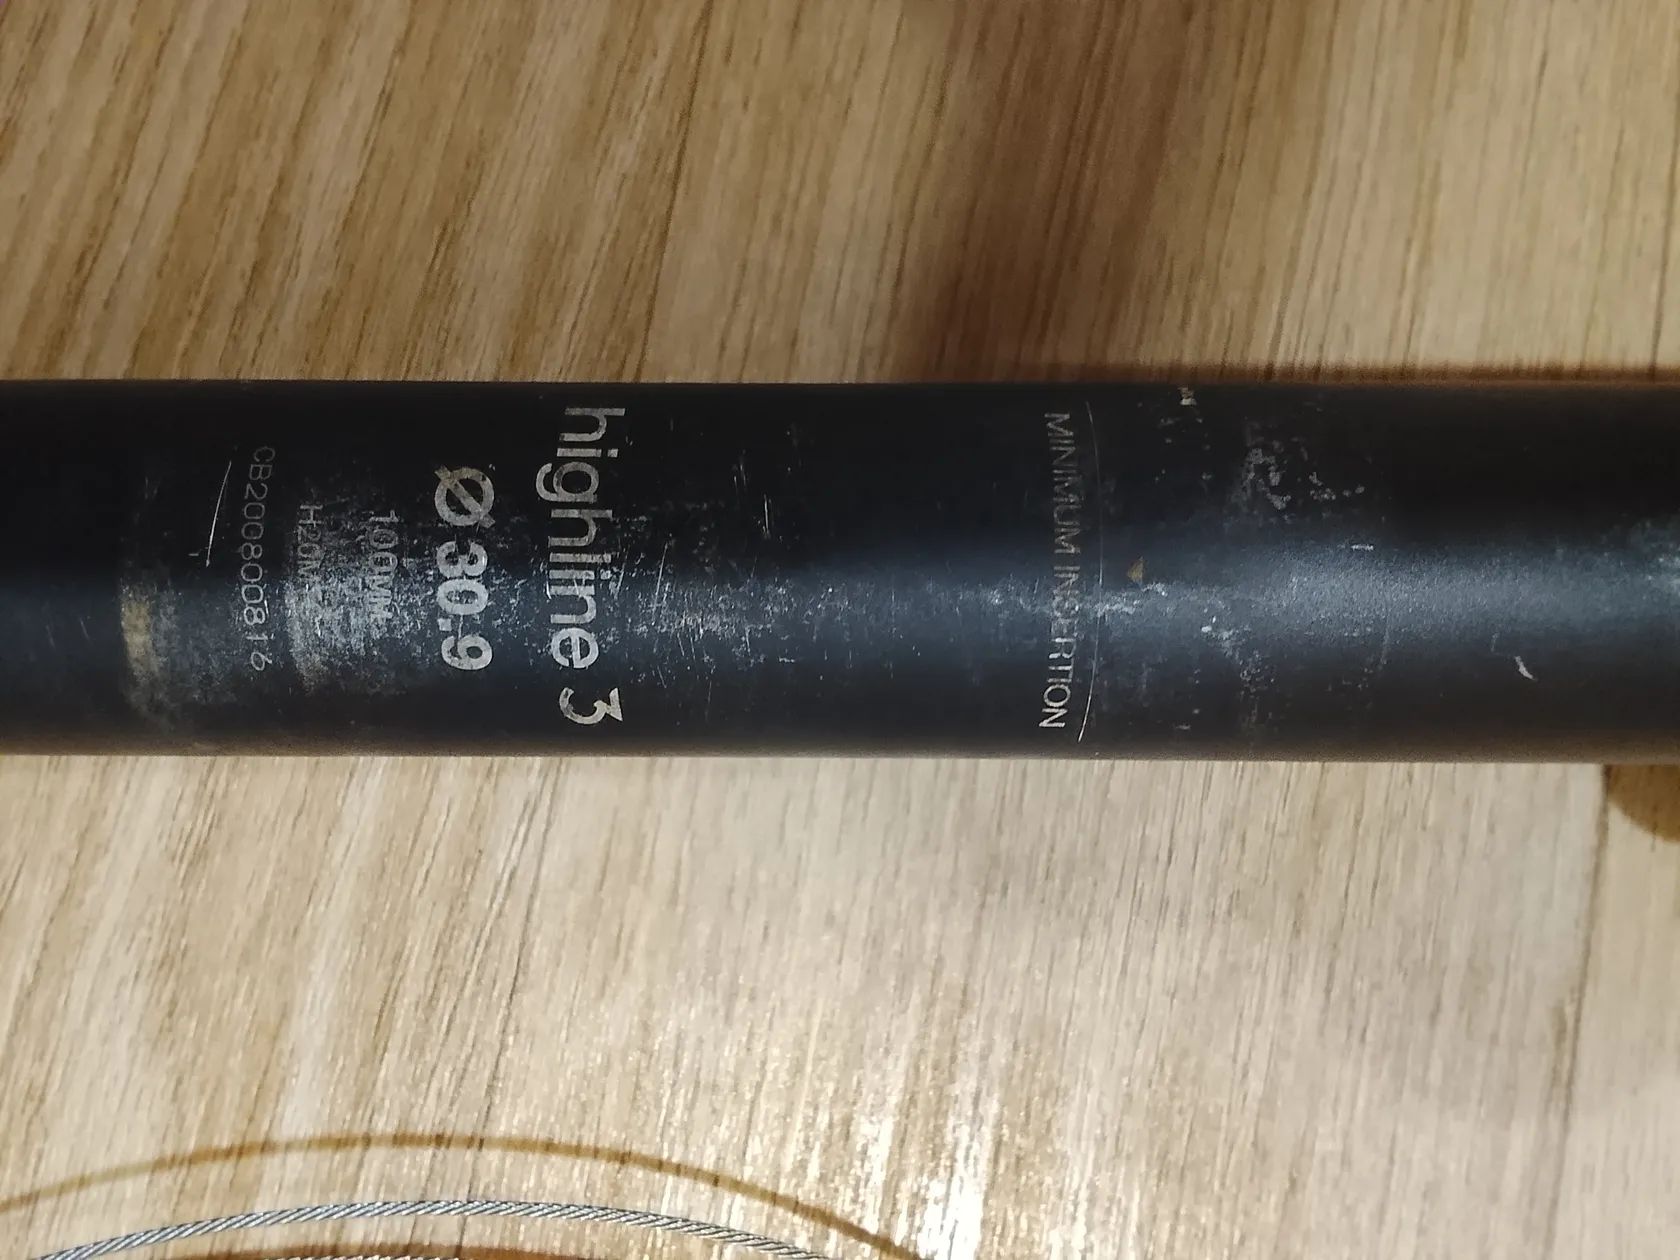 MINIMUM INSERTION
highline 3
Ø 30.9
100MM
CB200800816